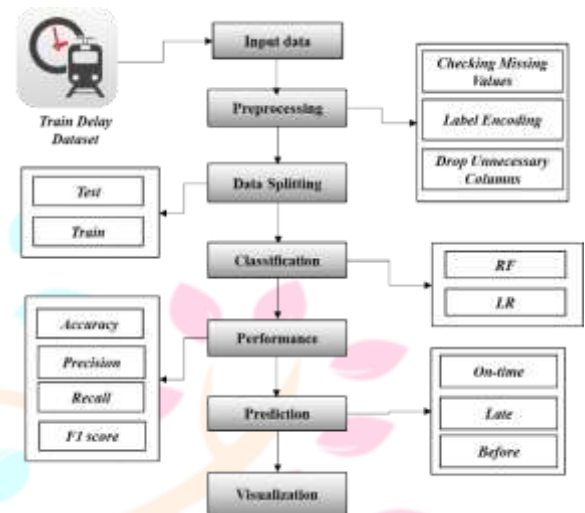 Input data
Train Delay
Dataset
Preprocessing
Checking Missing
Values
Label Encoding
Drop Unnecessary
Columns
Data Splitting
Test
Train
Classification
RF
LR
Performance
Accuracy
Precision
Recall
F1 score
Prediction
On-time
Late
Before
Visualization